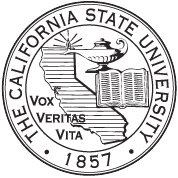 · THE CALIFORNIA STATE UNIVERSITY ·
VOX
VERITAS
VITA
1857